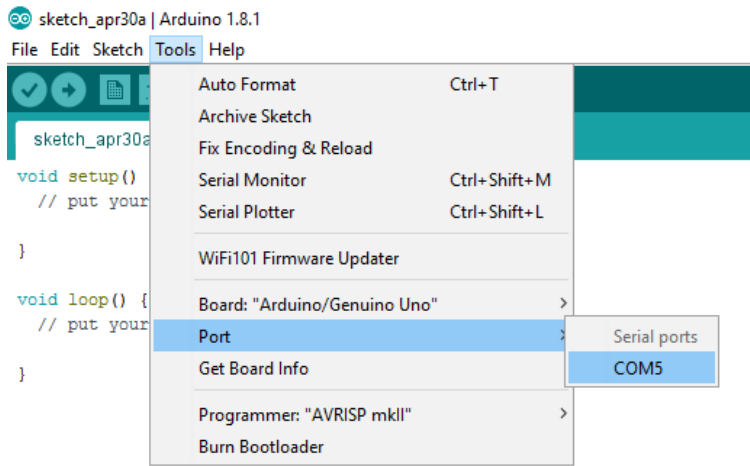 sketch_apr30a | Arduino 1.8.1
File Edit Sketch Tools Help
sketch_apr30a
void setup()
// put your
}
void loop() {
// put your
}
Auto Format Ctrl+T
Archive Sketch
Fix Encoding & Reload
Serial Monitor Ctrl+Shift+M
Serial Plotter Ctrl+Shift+L
WiFi101 Firmware Updater
Board: "Arduino/Genuino Uno"
Port
Get Board Info
Programmer: "AVRISP mkII"
Burn Bootloader
Serial ports
COM5